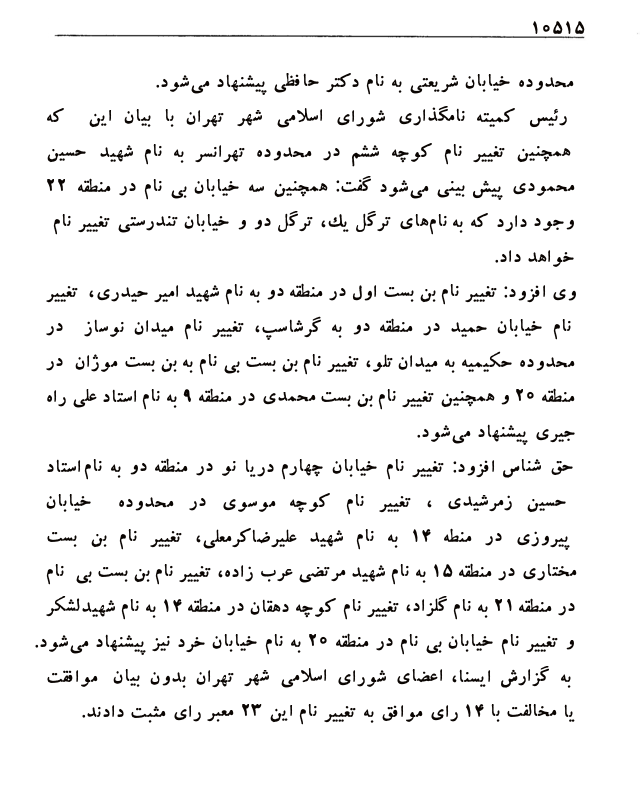 ۱۰۵۱۵
محدوده خیابان شریعتی به نام دکتر حافظی پیشنهاد می‌شود.
رئیس کمیته نامگذاری شورای اسلامی شهر تهران با بیان این که
همچنین تغییر نام کوچه ششم در محدوده تهرانسر به نام شهید حسین
محمودی پیش بینی می‌شود گفت: همچنین سه خیابان بی نام در منطقه ۲۲
وجود دارد که به نام‌های ترگل یك، ترگل دو و خیابان تندرستی تغییر نام
خواهد داد.
وی افزود: تغییر نام بن بست اول در منطقه دو به نام شهید امیر حیدری، تغییر
نام خیابان حمید در منطقه دو به گرشاسپ، تغییر نام میدان نوساز در
محدوده حکیمیه به میدان تلو، تغییر نام بن بست بی نام به بن بست موژان در
منطقه ۲۰ و همچنین تغییر نام بن بست محمدی در منطقه ۹ به نام استاد علی راه
جیری پیشنهاد می‌شود.
حق شناس افزود: تغییر نام خیابان چهارم دریا نو در منطقه دو به نام استاد
حسین زمرشیدی ، تغییر نام کوچه موسوی در محدوده خیابان
پیروزی در منطه ۱۴ به نام شهید علیرضاکرمعلی، تغییر نام بن بست
مختاری در منطقه ۱۵ به نام شهید مرتضی عرب زاده، تغییر نام بن بست بی نام
در منطقه ۲۱ به نام گلزاد، تغییر نام کوچه دهقان در منطقه ۱۴ به نام شهیدلشکر
و تغییر نام خیابان بی نام در منطقه ۲۰ به نام خیابان خرد نیز پیشنهاد می‌شود.
به گزارش ایسنا، اعضای شورای اسلامی شهر تهران بدون بیان موافقت
یا مخالفت با ۱۴ رای موافق به تغییر نام این ۲۳ معبر رای مثبت دادند.